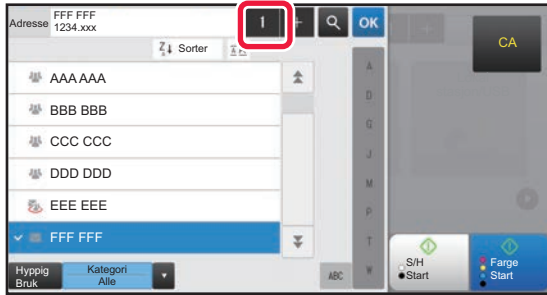 Adresse
FFF FFF
1234.xxx
1
+
OK
CA
Z↓ Sorter
AAA AAA
BBB BBB
CCC CCC
DDD DDD
EEE EEE
FFF FFF
A
D
G
J
M
P
T
W
Hyppig
Bruk
Kategori
Alle
ABC
S/H
Start
Farge
Start